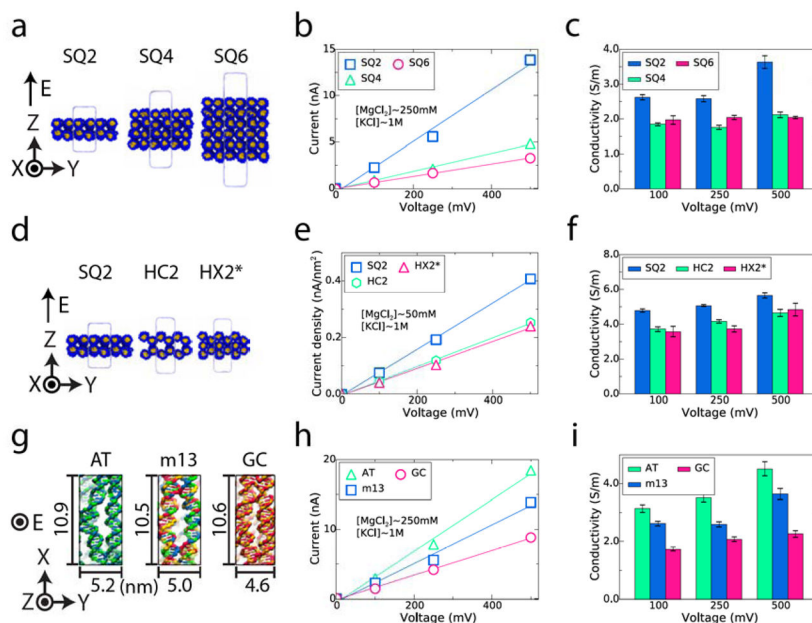 a
SQ2 SQ4 SQ6
E
Z
X Y
b
Current (nA)
15
10
5
0
SQ2 SQ6
SQ4
[MgCl2]~250mM
[KCl]~1M
0 200 400
Voltage (mV)
c
Conductivity (S/m)
4.0
3.0
2.0
1.0
0.0
SQ2 SQ6
SQ4
100 250 500
Voltage (mV)
d
SQ2 HC2 HX2*
E
Z
X Y
e
Current density (nA/nm²)
0.4
0.2
0.0
SQ2 HX2*
HC2
[MgCl2]~50mM
[KCl]~1M
0 200 400
Voltage (mV)
f
Conductivity (S/m)
8.0
6.0
4.0
2.0
0.0
SQ2 HC2 HX2*
100 250 500
Voltage (mV)
g
AT m13 GC
E
10.9 10.5 10.6
5.2 (nm) 5.0 4.6
X
Z Y
h
Current (nA)
20
10
0
AT GC
m13
[MgCl2]~250mM
[KCl]~1M
0 200 400
Voltage (mV)
i
Conductivity (S/m)
4.0
2.0
0.0
AT GC
m13
100 250 500
Voltage (mV)